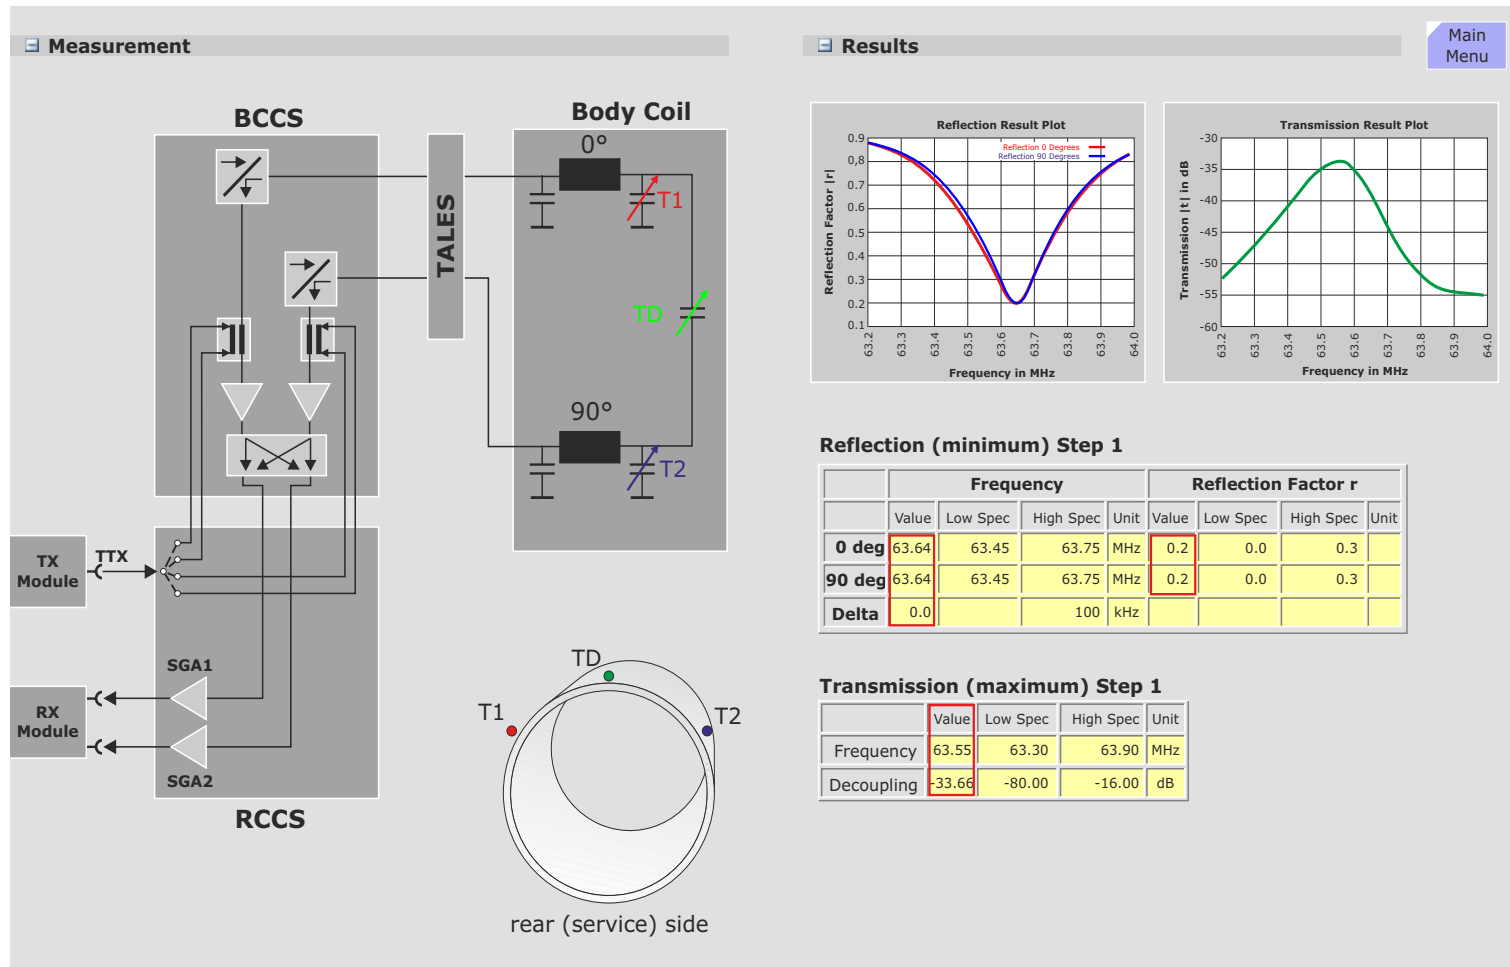 Measurement
Results
Main
Menu
BCCS
Body Coil
0°
T1
TALES
TD
90°
T2
TX
Module
TTX
SGA1
RX
Module
SGA2
RCCS
TD
T1
T2
rear (service) side
Reflection Result Plot
Reflection 0 Degrees
Reflection 90 Degrees
Reflection Factor |r|
0.9
0,8
0.7
0.6
0.5
0.4
0.3
0.2
0.1
63.2 63.3 63.4 63.5 63.6 63.7 63.8 63.9 64.0
Frequency in MHz
Transmission Result Plot
Transmission |t| in dB
-30
-35
-40
-45
-50
-55
-60
63.2 63.3 63.4 63.5 63.6 63.7 63.8 63.9 64.0
Frequency in MHz
Reflection (minimum) Step 1
Frequency Reflection Factor r
Value Low Spec High Spec Unit Value Low Spec High Spec Unit
0 deg 63.64 63.45 63.75 MHz 0.2 0.0 0.3
90 deg 63.64 63.45 63.75 MHz 0.2 0.0 0.3
Delta 0.0 100 kHz
Transmission (maximum) Step 1
Value Low Spec High Spec Unit
Frequency 63.55 63.30 63.90 MHz
Decoupling -33.66 -80.00 -16.00 dB